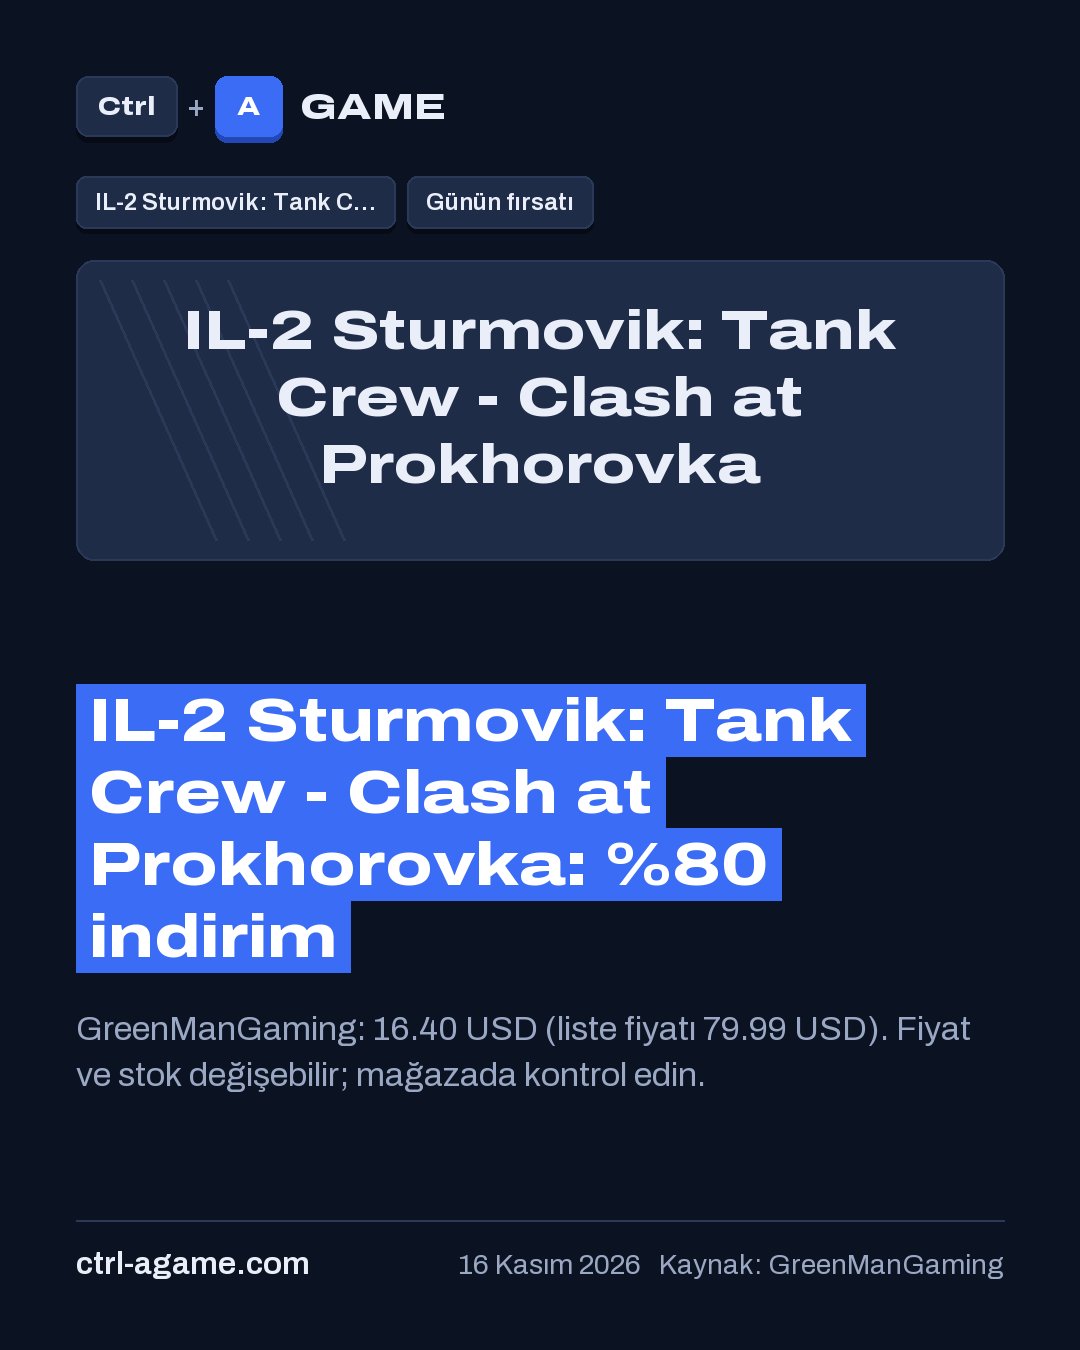 Ctrl + A GAME
IL-2 Sturmovik: Tank C... Günün fırsatı
IL-2 Sturmovik: Tank
Crew - Clash at
Prokhorovka
IL-2 Sturmovik: Tank
Crew - Clash at
Prokhorovka: %80
indirim
GreenManGaming: 16.40 USD (liste fiyatı 79.99 USD). Fiyat
ve stok değişebilir; mağazada kontrol edin.
ctrl-agame.com 16 Kasım 2026 Kaynak: GreenManGaming